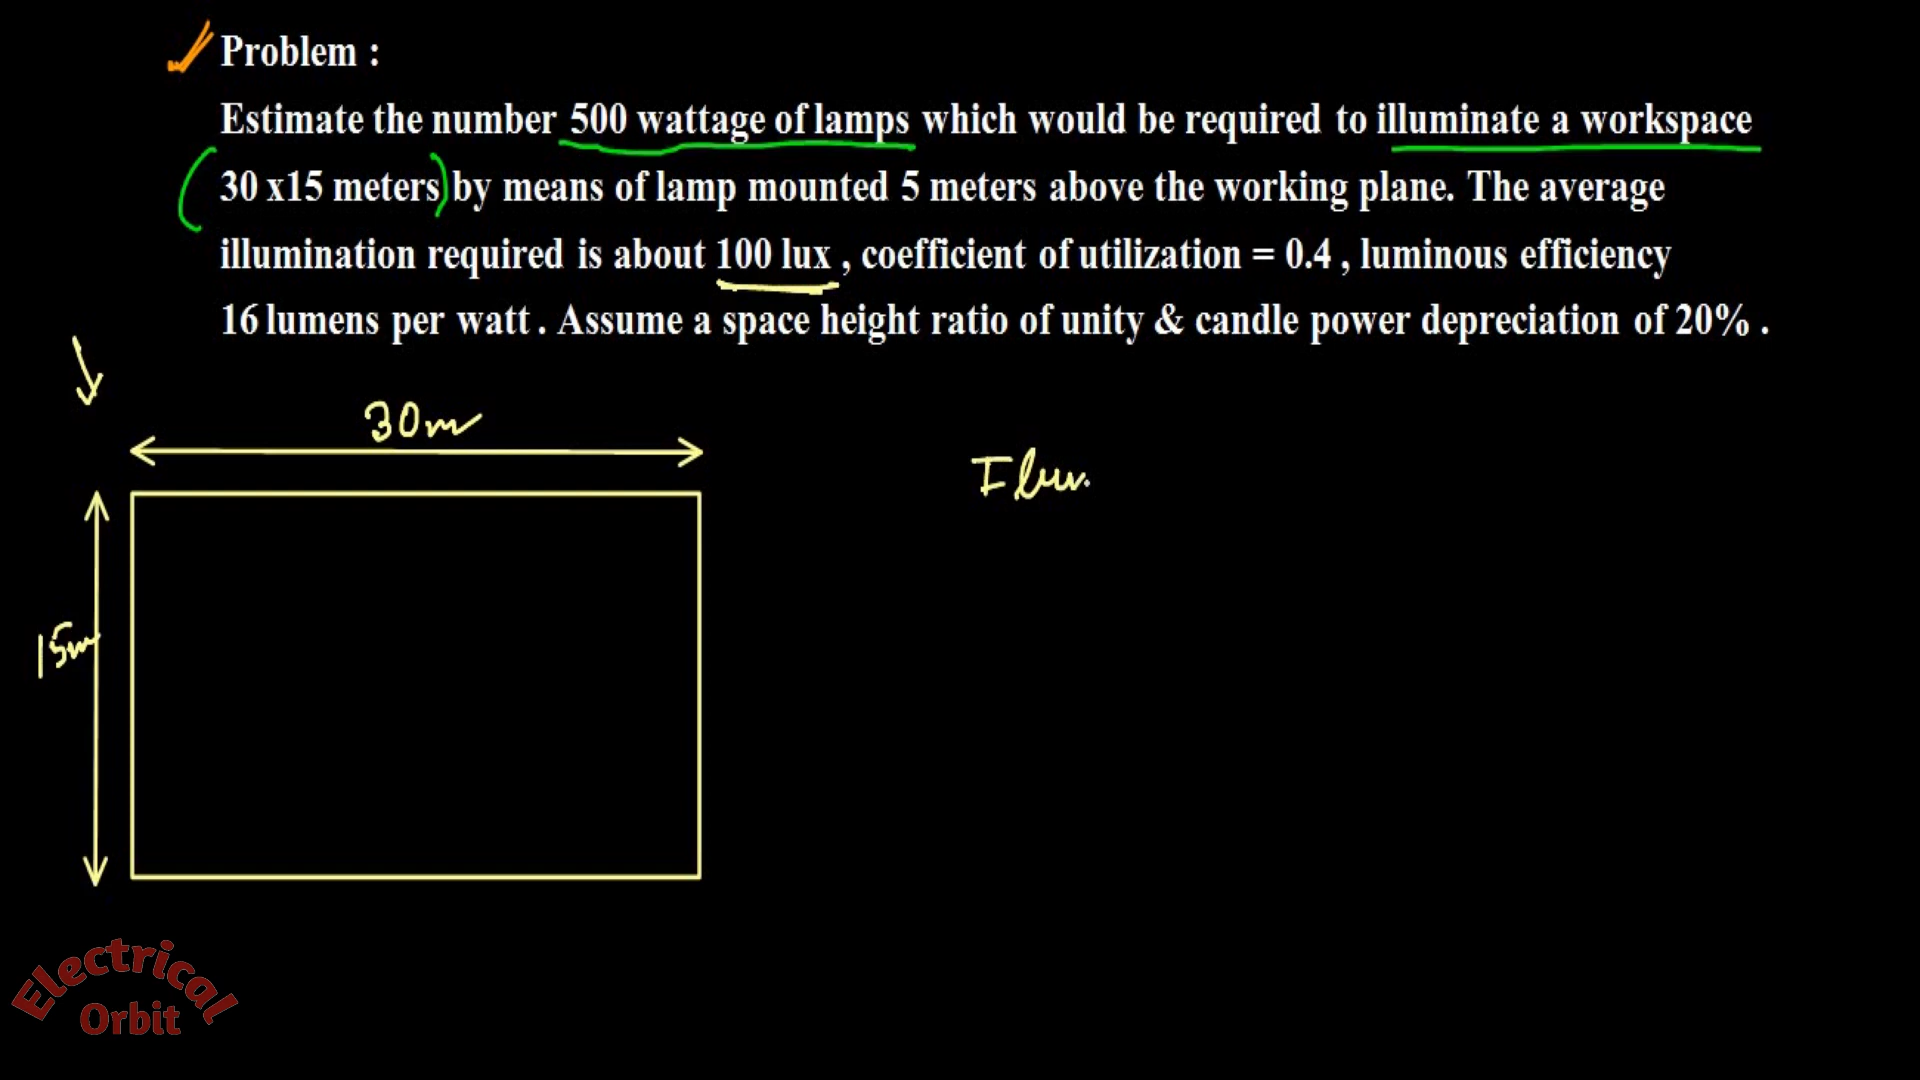 Problem :
Estimate the number 500 wattage of lamps which would be required to illuminate a workspace
30 x15 meters by means of lamp mounted 5 meters above the working plane. The average
illumination required is about 100 lux , coefficient of utilization = 0.4 , luminous efficiency
16 lumens per watt . Assume a space height ratio of unity & candle power depreciation of 20% .
30m
15m
Electrical
Orbit